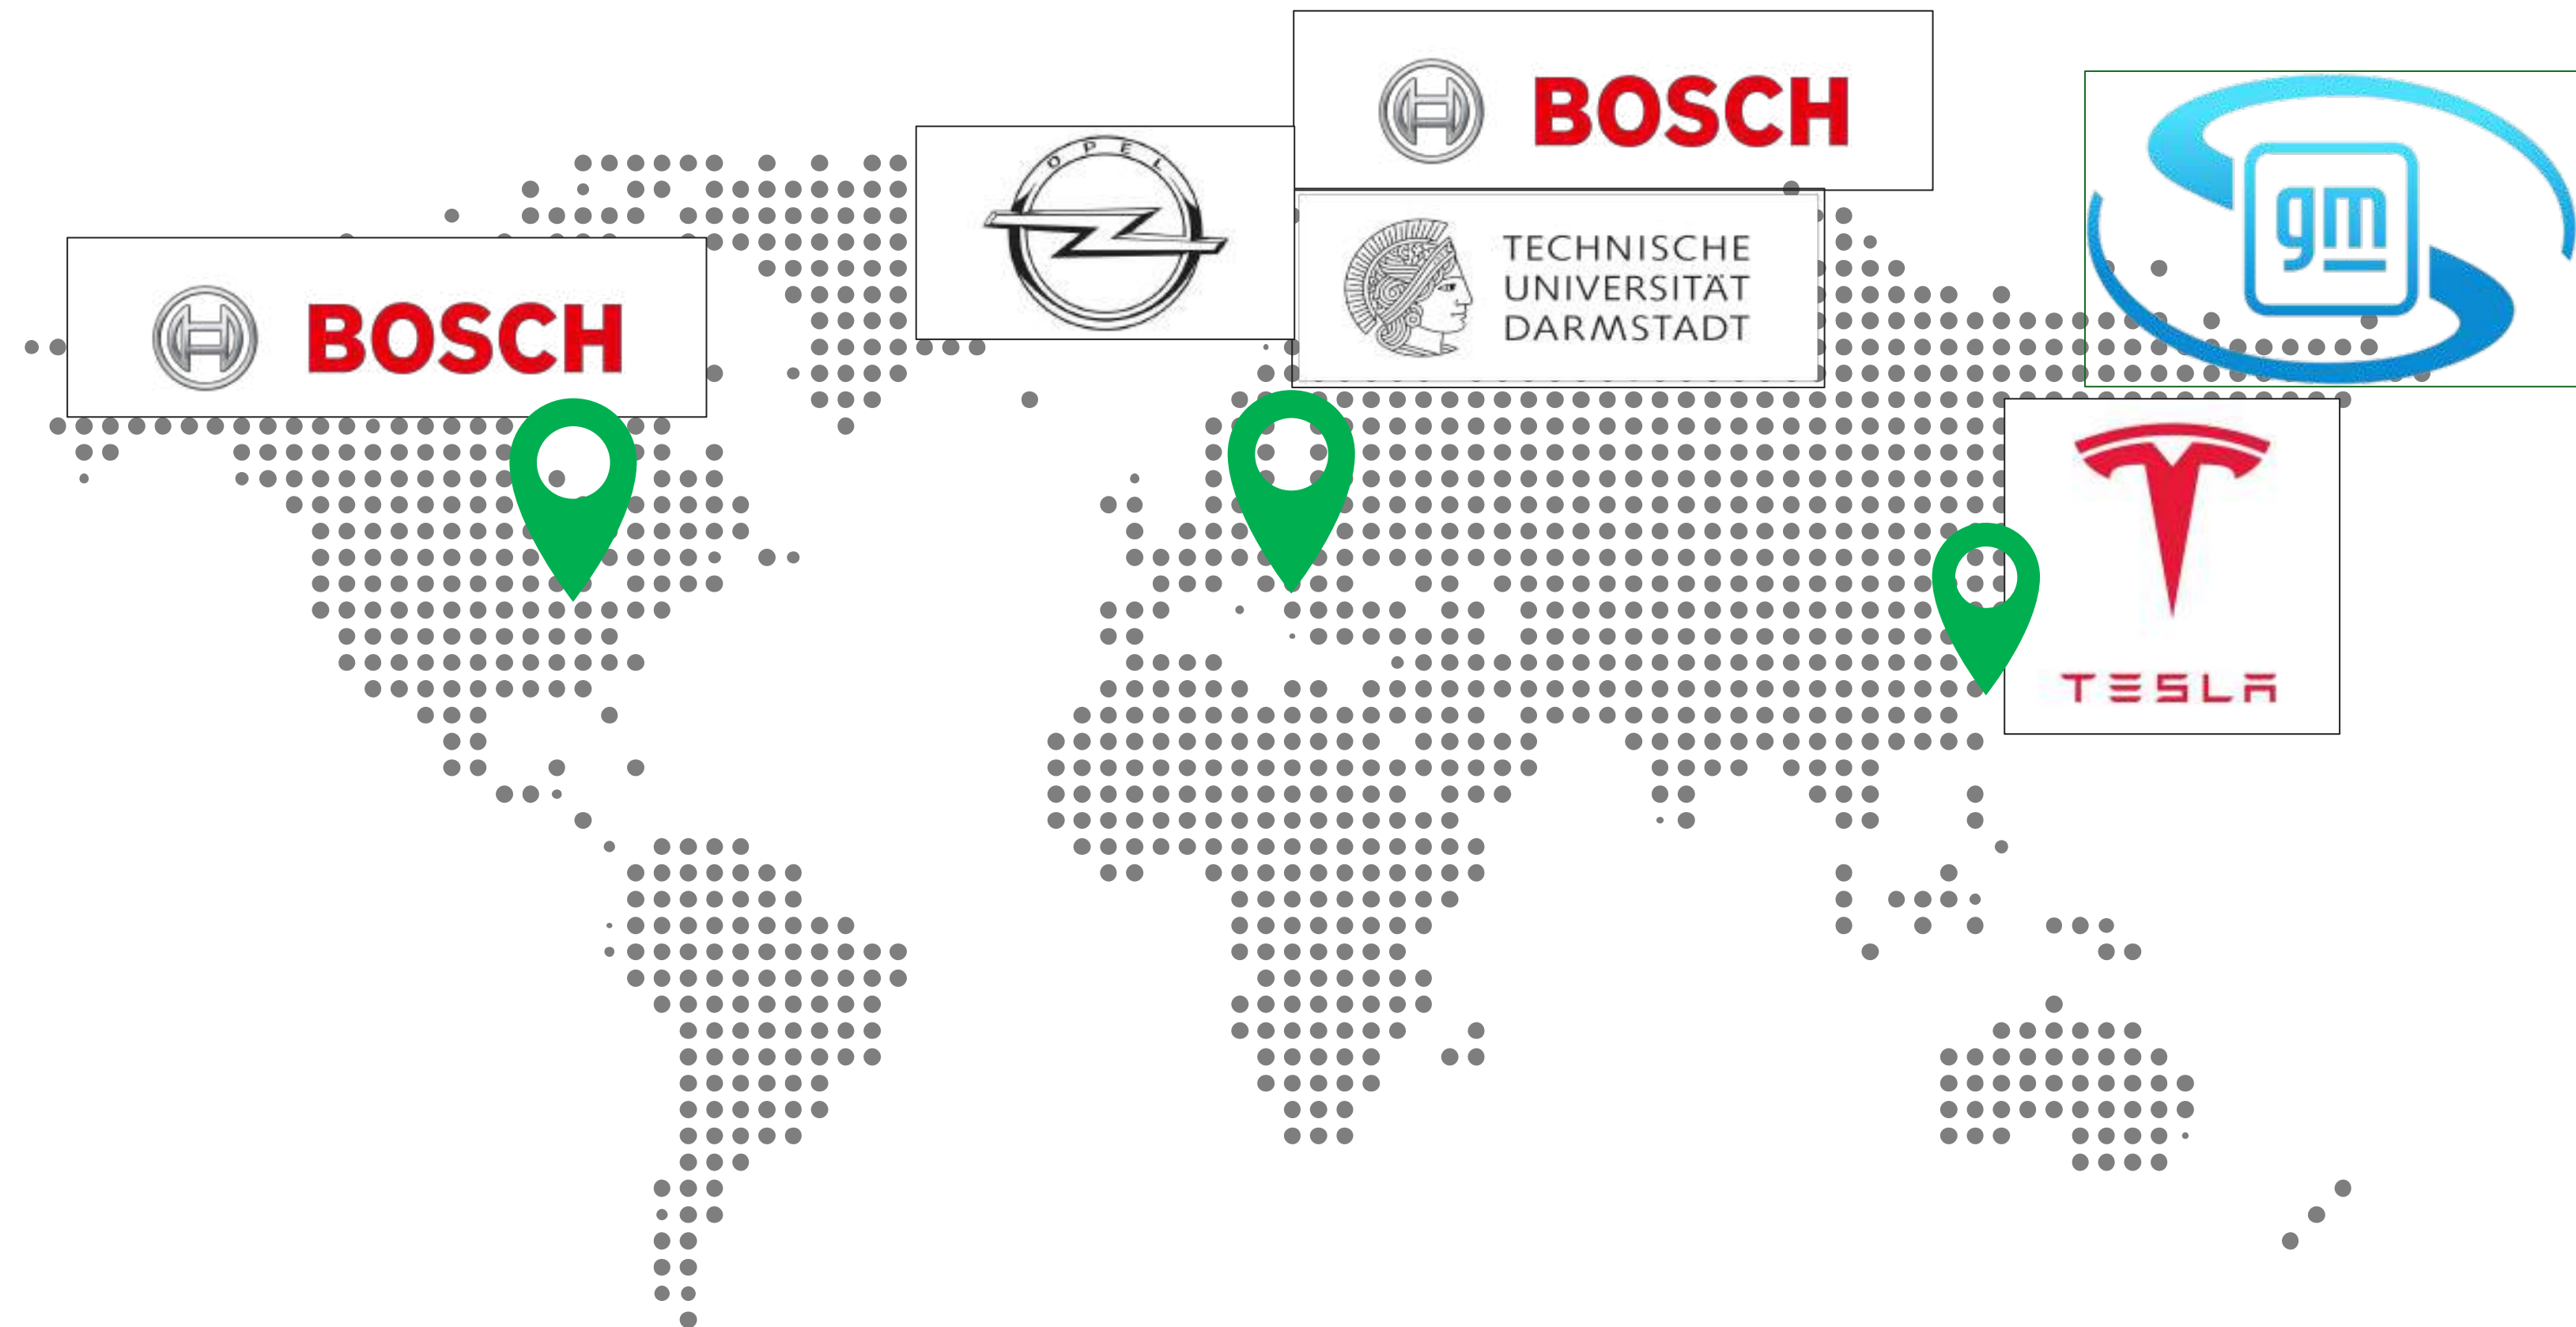 BOSCH
OPEL
BOSCH
TECHNISCHE
UNIVERSITÄT
DARMSTADT
gm
TESLA